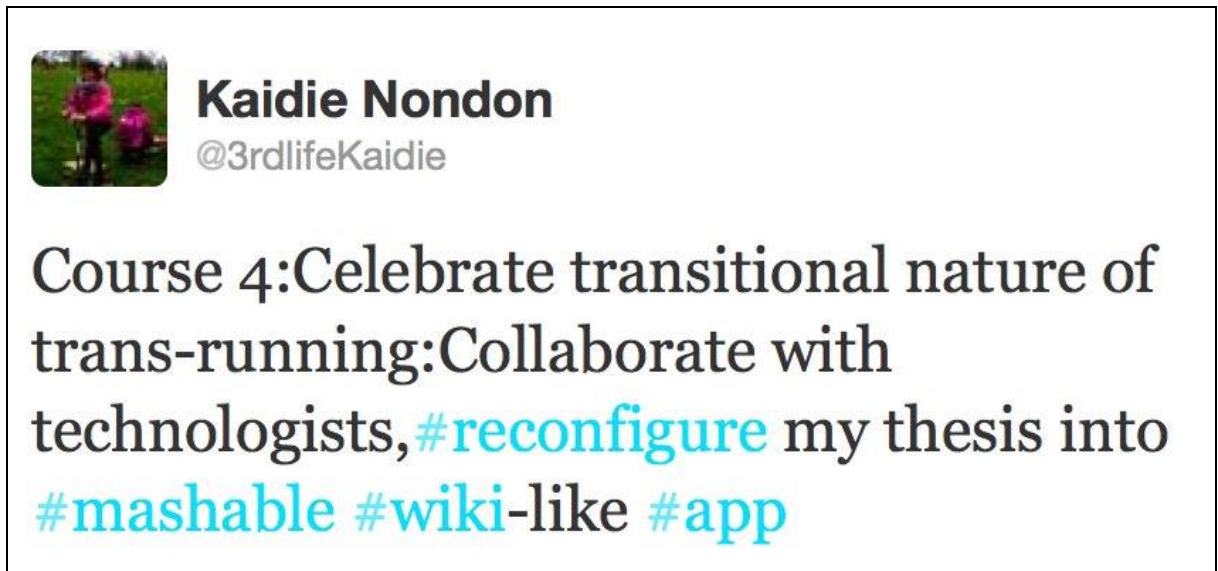 Kaidie Nondon
@3rdlifeKaidie
Course 4:Celebrate transitional nature of
trans-running:Collaborate with
technologists,#reconfigure my thesis into
#mashable #wiki-like #app